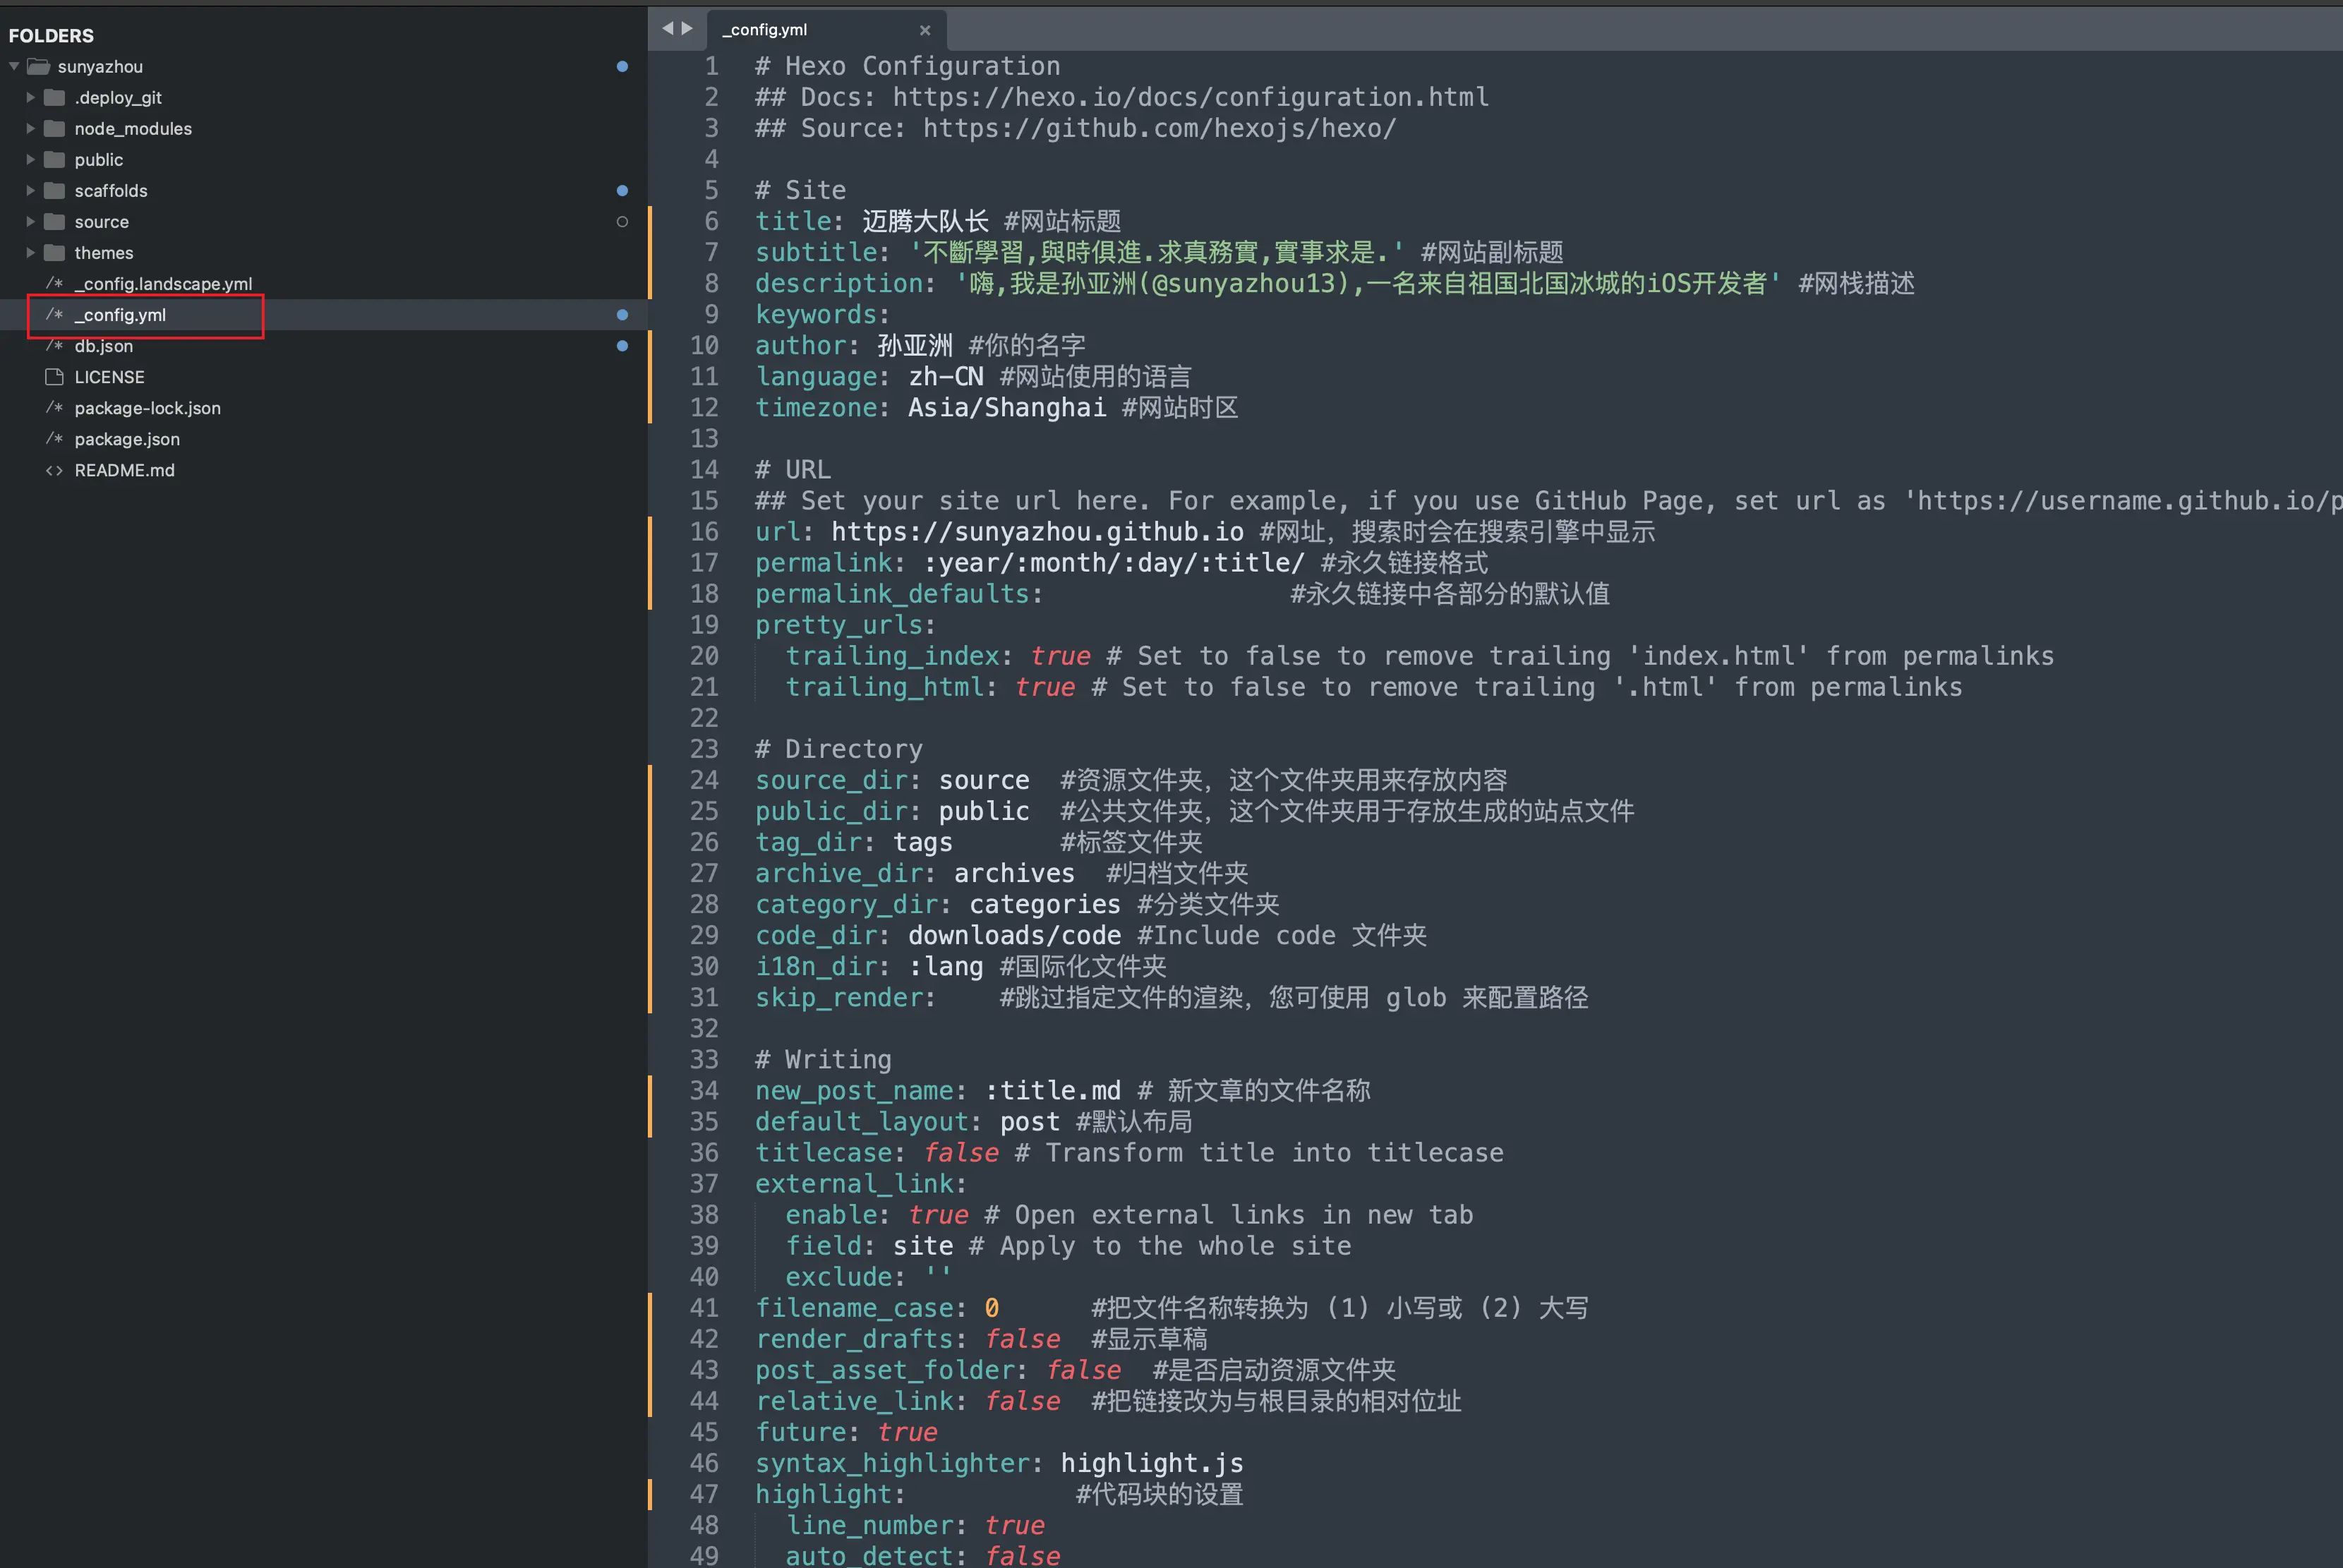 FOLDERS
sunyazhou
.deploy_git
node_modules
public
scaffolds
source
themes
/* _config.landscape.yml
/* _config.yml
/* db.json
LICENSE
/* package-lock.json
/* package.json
<> README.md
_config.yml ×
1 # Hexo Configuration
2 ## Docs: https://hexo.io/docs/configuration.html
3 ## Source: https://github.com/hexojs/hexo/
4
5 # Site
6 title: 迈腾大队长 #网站标题
7 subtitle: '不斷學習,與時俱進.求真務實,實事求是.' #网站副标题
8 description: '嗨,我是孙亚洲(@sunyazhou13),一名来自祖国北国冰城的iOS开发者' #网栈描述
9 keywords:
10 author: 孙亚洲 #你的名字
11 language: zh-CN #网站使用的语言
12 timezone: Asia/Shanghai #网站时区
13
14 # URL
15 ## Set your site url here. For example, if you use GitHub Page, set url as 'https://username.github.io/p
16 url: https://sunyazhou.github.io #网址，搜索时会在搜索引擎中显示
17 permalink: :year/:month/:day/:title/ #永久链接格式
18 permalink_defaults: #永久链接中各部分的默认值
19 pretty_urls:
20 trailing_index: true # Set to false to remove trailing 'index.html' from permalinks
21 trailing_html: true # Set to false to remove trailing '.html' from permalinks
22
23 # Directory
24 source_dir: source #资源文件夹，这个文件夹用来存放内容
25 public_dir: public #公共文件夹，这个文件夹用于存放生成的站点文件
26 tag_dir: tags #标签文件夹
27 archive_dir: archives #归档文件夹
28 category_dir: categories #分类文件夹
29 code_dir: downloads/code #Include code 文件夹
30 i18n_dir: :lang #国际化文件夹
31 skip_render: #跳过指定文件的渲染，您可使用 glob 来配置路径
32
33 # Writing
34 new_post_name: :title.md # 新文章的文件名称
35 default_layout: post #默认布局
36 titlecase: false # Transform title into titlecase
37 external_link:
38 enable: true # Open external links in new tab
39 field: site # Apply to the whole site
40 exclude: ''
41 filename_case: 0 #把文件名称转换为 (1) 小写或 (2) 大写
42 render_drafts: false #显示草稿
43 post_asset_folder: false #是否启动资源文件夹
44 relative_link: false #把链接改为与根目录的相对位址
45 future: true
46 syntax_highlighter: highlight.js
47 highlight: #代码块的设置
48 line_number: true
49 auto_detect: false